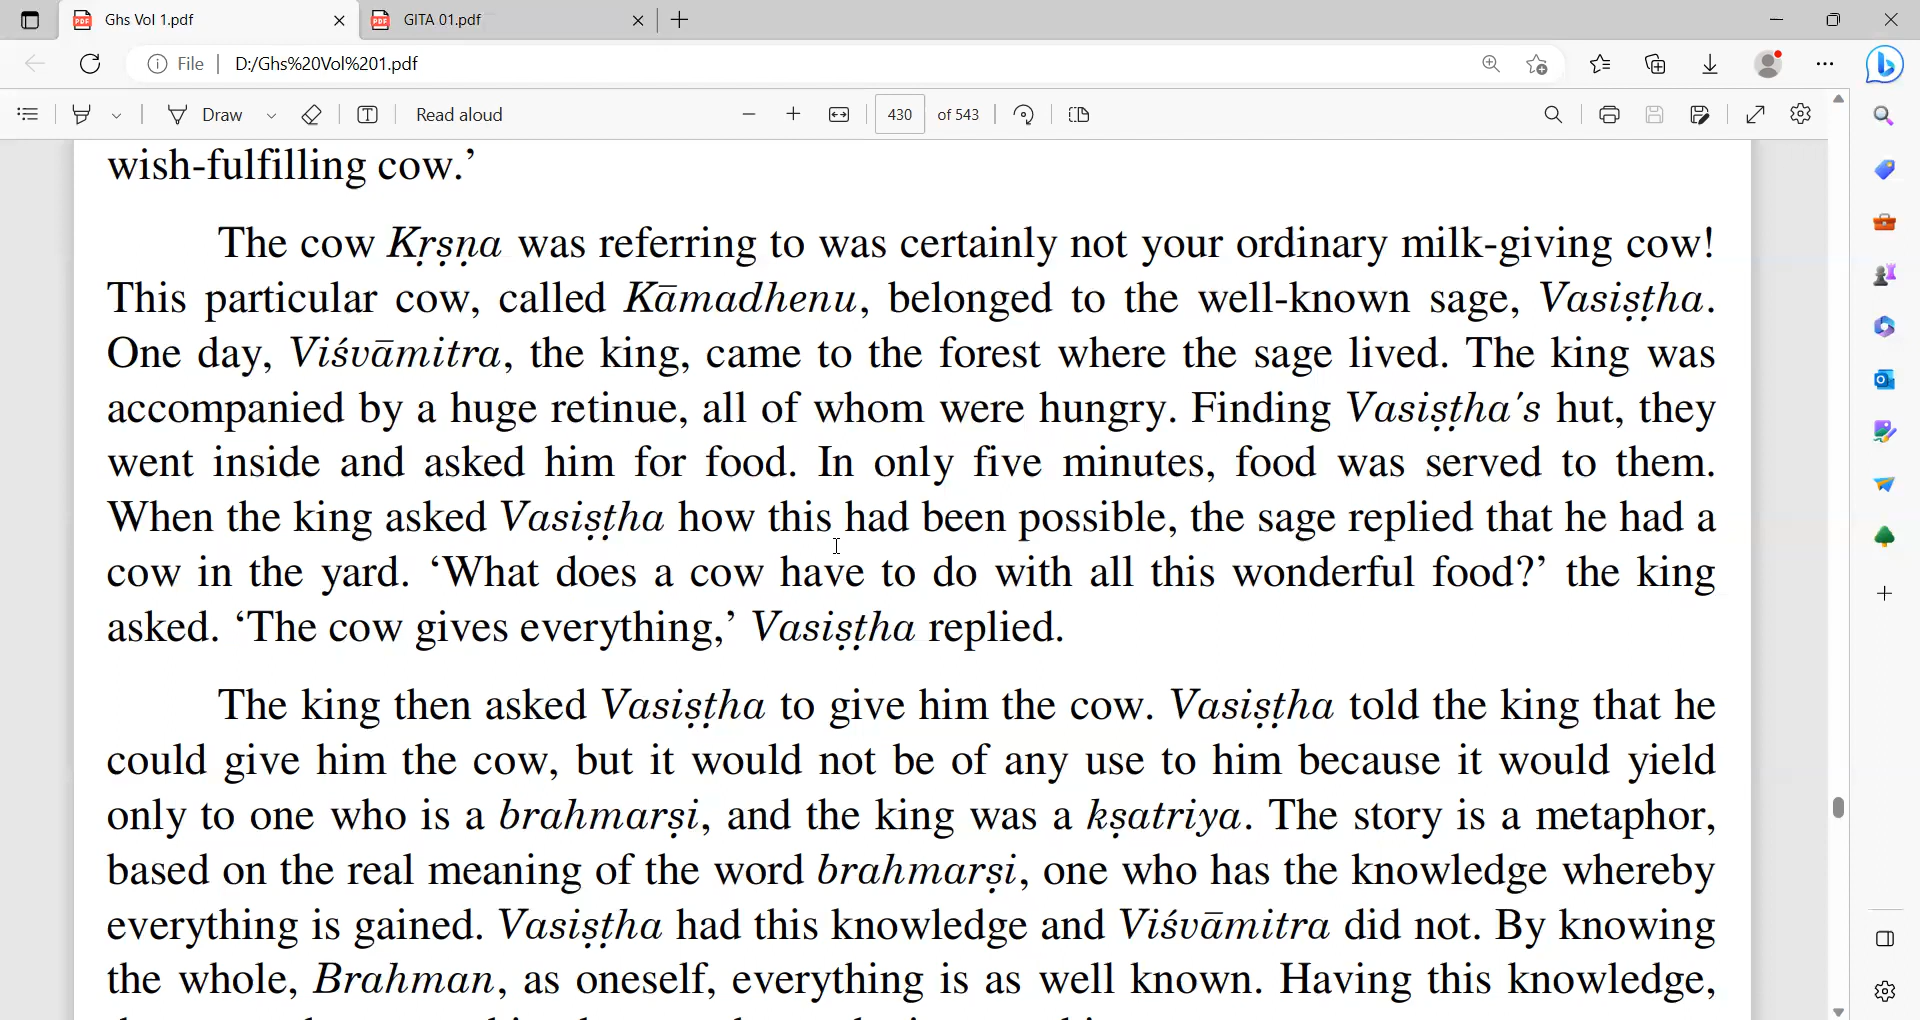 Ghs Vol 1.pdf
GITA 01.pdf
File D:/Ghs%20Vol%201.pdf
Draw
Read aloud
430 of 543
wish-fulfilling cow.’
The cow Kṛṣṇa was referring to was certainly not your ordinary milk-giving cow!
This particular cow, called Kāmadhenu, belonged to the well-known sage, Vasiṣṭha.
One day, Viśvāmitra, the king, came to the forest where the sage lived. The king was
accompanied by a huge retinue, all of whom were hungry. Finding Vasiṣṭha's hut, they
went inside and asked him for food. In only five minutes, food was served to them.
When the king asked Vasiṣṭha how this had been possible, the sage replied that he had a
cow in the yard. ‘What does a cow have to do with all this wonderful food?’ the king
asked. ‘The cow gives everything,’ Vasiṣṭha replied.
The king then asked Vasiṣṭha to give him the cow. Vasiṣṭha told the king that he
could give him the cow, but it would not be of any use to him because it would yield
only to one who is a brahmarṣi, and the king was a kṣatriya. The story is a metaphor,
based on the real meaning of the word brahmarṣi, one who has the knowledge whereby
everything is gained. Vasiṣṭha had this knowledge and Viśvāmitra did not. By knowing
the whole, Brahman, as oneself, everything is as well known. Having this knowledge,